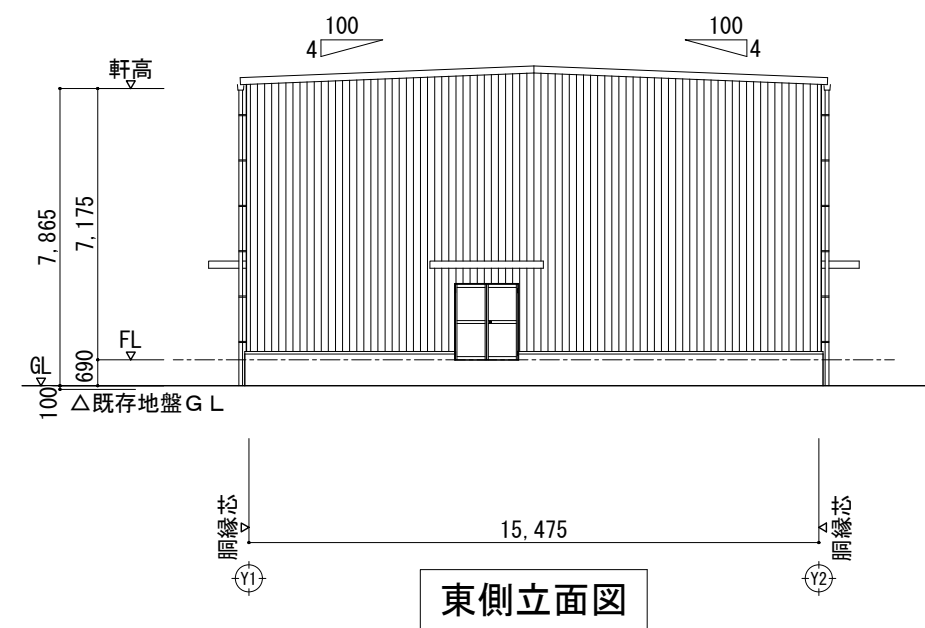 100
4
100
4
軒高
7,865
7,175
FL
GL
690
100
△既存地盤ＧＬ
胴縁芯
15,475
胴縁芯
Y1
Y2
東側立面図